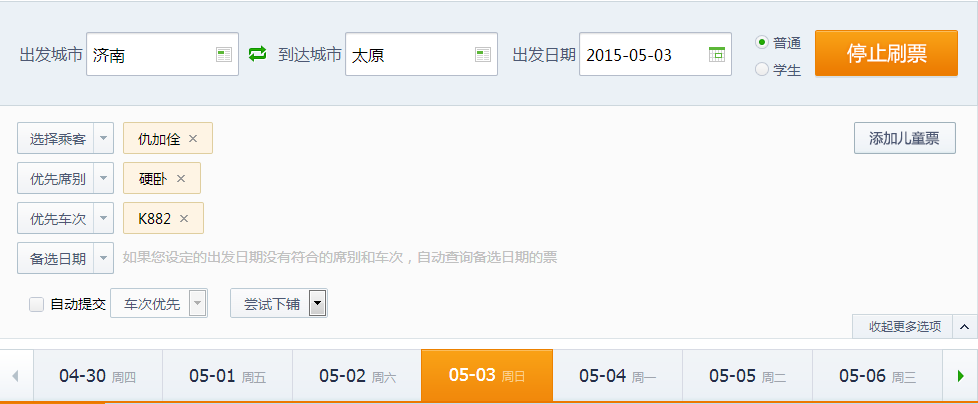 出发城市 济南 到达城市 太原 出发日期 2015-05-03 普通 停止刷票
学生
选择乘客 仇加佺 × 添加儿童票
优先席别 硬卧 ×
优先车次 K882 ×
备选日期 如果您设定的出发日期没有符合的席别和车次，自动查询备选日期的票
自动提交 车次优先 尝试下铺
收起更多选项
04-30 周四 05-01 周五 05-02 周六 05-03 周日 05-04 周一 05-05 周二 05-06 周三